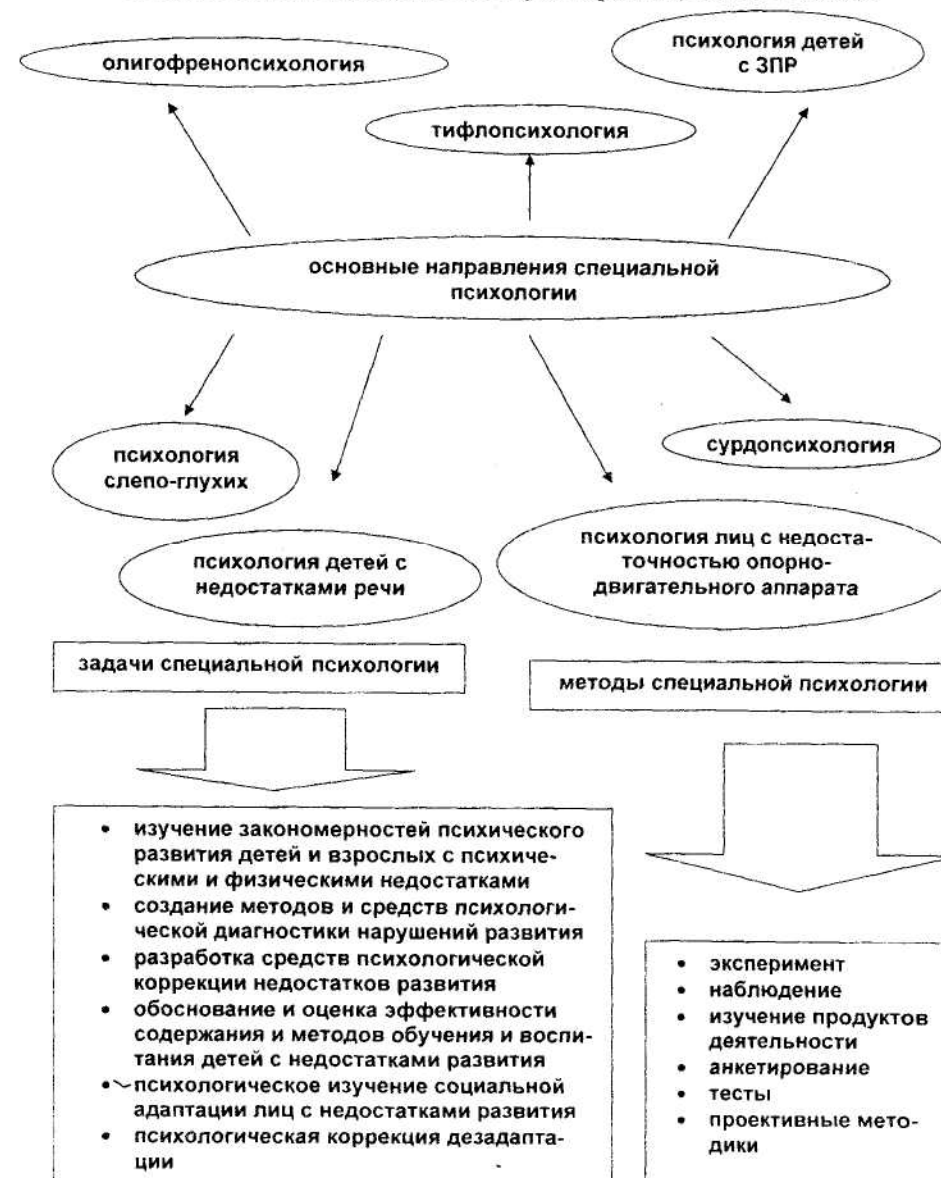 олигофренопсихология
психология детей
с ЗПР
тифлопсихология
основные направления специальной
психологии
психология
слепо-глухих
сурдопсихология
психология детей с
недостатками речи
психология лиц с недоста-
точностью опорно-
двигательного аппарата
задачи специальной психологии
методы специальной психологии
• изучение закономерностей психического
развития детей и взрослых с психиче-
скими и физическими недостатками
• создание методов и средств психологи-
ческой диагностики нарушений развития
• разработка средств психологической
коррекции недостатков развития
• обоснование и оценка эффективности
содержания и методов обучения и воспи-
тания детей с недостатками развития
• психологическое изучение социальной
адаптации лиц с недостатками развития
• психологическая коррекция дезадапта-
ции
• эксперимент
• наблюдение
• изучение продуктов
деятельности
• анкетирование
• тесты
• проективные мето-
дики